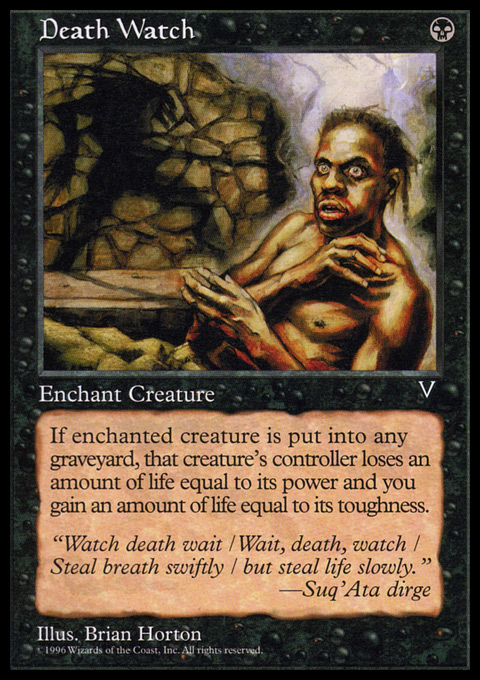 Death Watch
Enchant Creature
V
If enchanted creature is put into any
graveyard, that creature's controller loses an
amount of life equal to its power and you
gain an amount of life equal to its toughness.
"Watch death wait / Wait, death, watch /
Steal breath swiftly / but steal life slowly."
—Suq'Ata dirge
Illus. Brian Horton
©1996 Wizards of the Coast, Inc. All rights reserved.